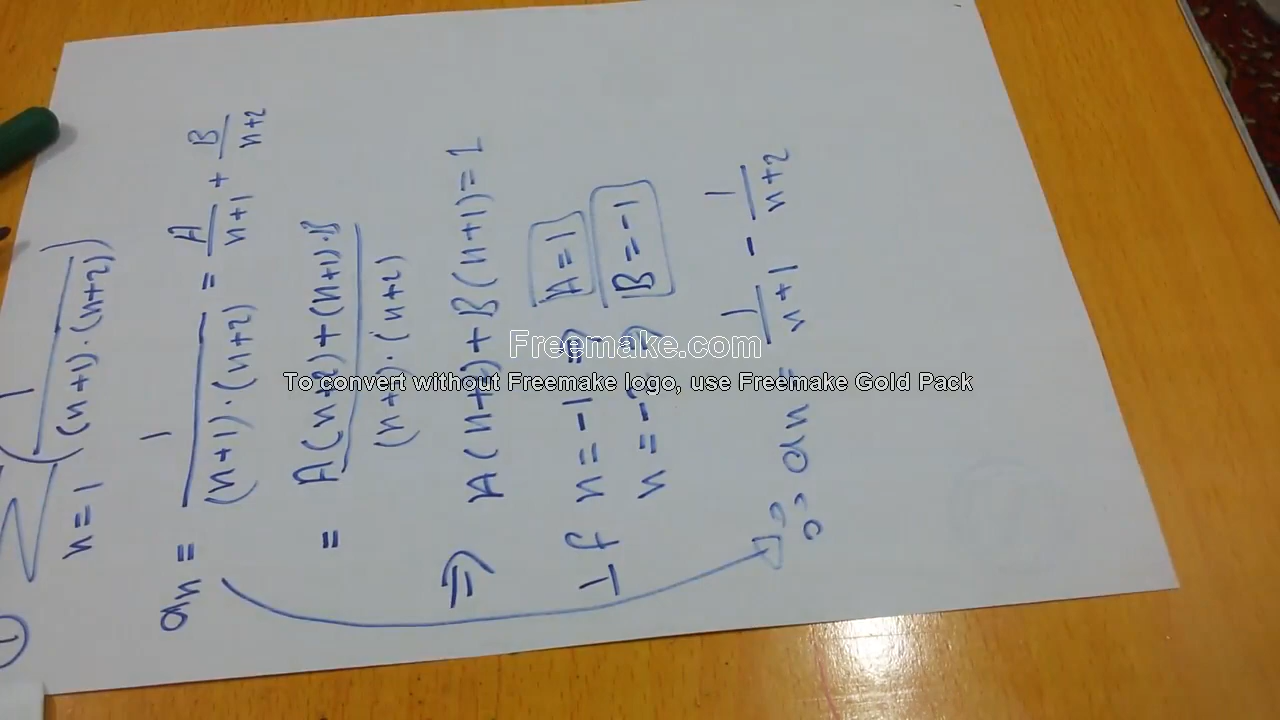 ① Σ n=1 ( 1 / (n+1)·(n+2) )
an = 1 / (n+1)·(n+2) = A / n+1 + B / n+2
= A(n+2)+(n+1)·B / (n+1)·(n+2)
⇒ A(n+2)+B(n+1)=1
If n=-1 ⇒ A=1
n=-2 ⇒ B=-1
∴ an = 1 / n+1 - 1 / n+2
Freemake.com
To convert without Freemake logo, use Freemake Gold Pack